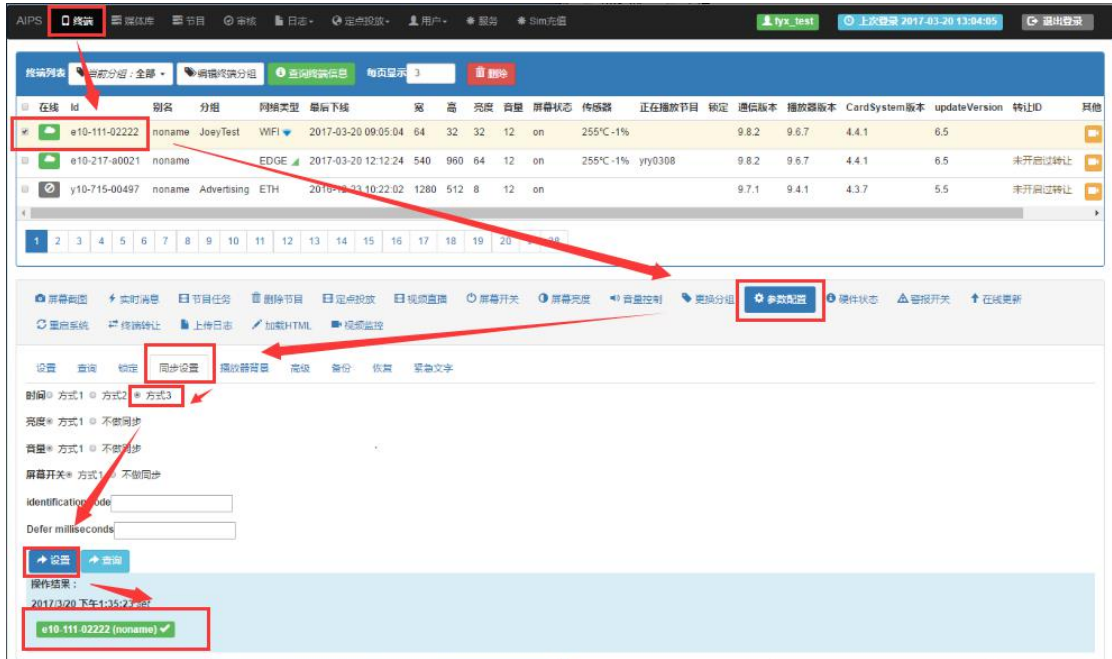 AIPS 终端 媒体库 节目 审核 日志 定点投放 用户 服务 Sim充值 tyx_test 上次登录 2017-03-20 13:04:05 退出登录
终端列表 当前分组：全部 编辑终端分组 查询终端信息 每页显示 3 删除
在线 Id 别名 分组 网络类型 最后下线 宽 高 亮度 音量 屏幕状态 传感器 正在播放节目 锁定 通信版本 播放器版本 CardSystem版本 updateVersion 转让ID 其他
e10-111-02222 noname JoeyTest WIFI 2017-03-20 09:05:04 64 32 32 12 on 255℃-1% 9.8.2 9.6.7 4.4.1 6.5
e10-217-a0021 noname EDGE 2017-03-20 12:12:24 540 960 64 12 on 255℃-1% yry0308 9.8.2 9.6.7 4.4.1 6.5 未开启过转让
y10-715-00497 noname Advertising ETH 10:22:02 1280 512 8 12 on 9.7.1 9.4.1 4.3.7 5.5 未开启过转让
1 2 3 4 5 6 7 8 9 10 11 12 13 14 15 16 17 18 19 20
屏幕截图 实时消息 节目任务 删除节目 定点投放 视频直播 屏幕开关 屏幕亮度 音量控制 更换分组 参数配置 硬件状态 警报开关 在线更新
重启系统 终端转让 上传日志 加载HTML 视频监控
设置 查询 锁定 同步设置 播放器背景 高级 备份 恢复 紧急文字
时间 方式1 方式2 方式3
亮度 方式1 不做同步
音量 方式1 不做同步
屏幕开关 方式1 不做同步
identification code
Defer milliseconds
设置 查询
操作结果：
2017/3/20 下午1:35:23 set
e10-111-02222 (noname)